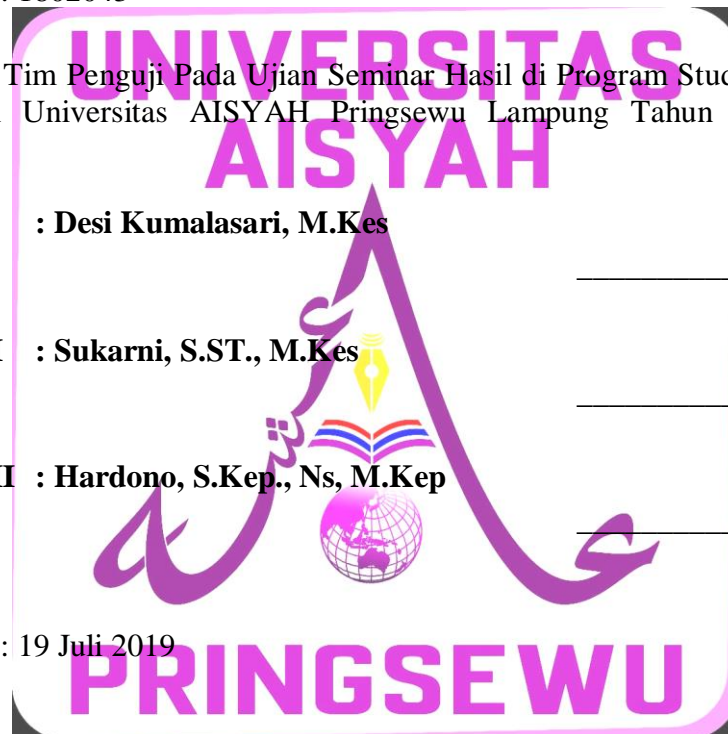 UNIVERSITAS
Tim Penguji Pada Ujian Seminar Hasil di Program
Universitas AISYAH Pringsewu Lampung Tahun
AISYAH
: Desi Kumalasari, M.Kes
: Sukarni, S.ST., M.Kes
: Hardono, S.Kep., Ns, M.Kep
عائشة
: 19 Juli 2019
PRINGSEWU